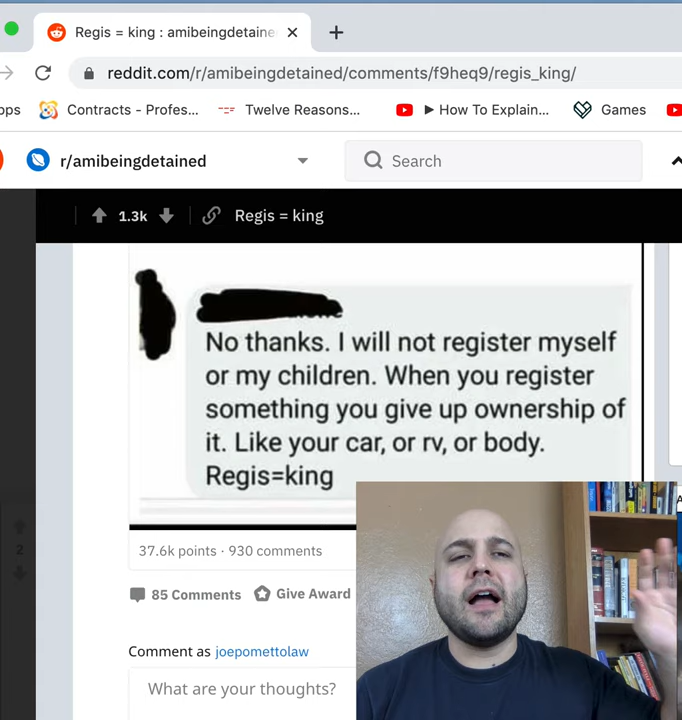 Regis = king : amibeingdetaine
reddit.com/r/amibeingdetained/comments/f9heq9/regis_king/
pps Contracts - Profes... Twelve Reasons... ► How To Explain... Games
r/amibeingdetained Search
1.3k Regis = king
No thanks. I will not register myself
or my children. When you register
something you give up ownership of
it. Like your car, or rv, or body.
Regis=king
37.6k points · 930 comments
2
85 Comments Give Award
Comment as joepomettolaw
What are your thoughts?